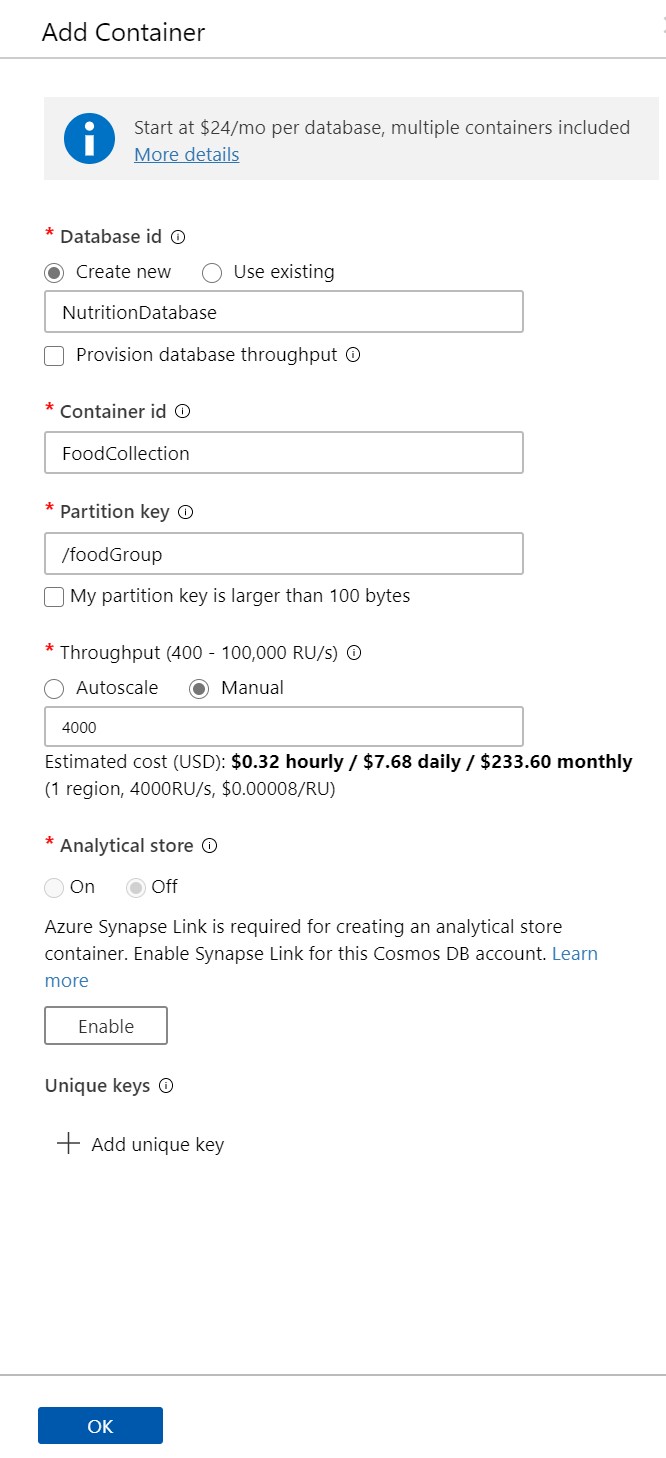 Add Container
Start at $24/mo per database, multiple containers included
More details
* Database id
Create new Use existing
NutritionDatabase
Provision database throughput
* Container id
FoodCollection
* Partition key
/foodGroup
My partition key is larger than 100 bytes
* Throughput (400 - 100,000 RU/s)
Autoscale Manual
4000
Estimated cost (USD): $0.32 hourly / $7.68 daily / $233.60 monthly
(1 region, 4000RU/s, $0.00008/RU)
* Analytical store
On Off
Azure Synapse Link is required for creating an analytical store
container. Enable Synapse Link for this Cosmos DB account. Learn
more
Enable
Unique keys
Add unique key
OK